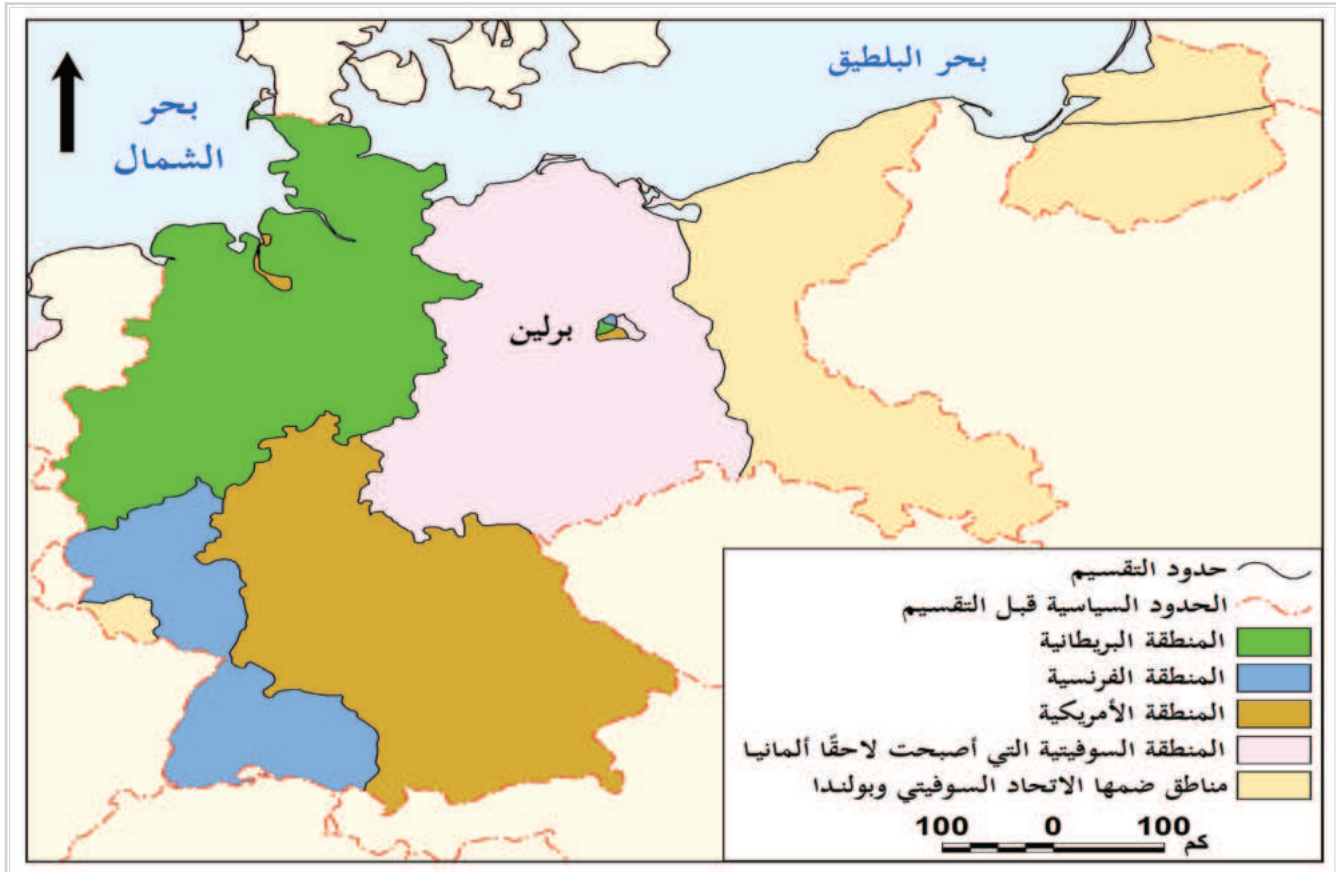 بحر البلطيق
بحر
الشمال
برلين
حدود التقسيم
الحدود السياسية قبل التقسيم
المنطقة البريطانية
المنطقة الفرنسية
المنطقة الأمريكية
المنطقة السوفيتية التي أصبحت لاحقًا ألمانيا
مناطق ضمها الاتحاد السوفيتي وبولندا
100 0 100 كم